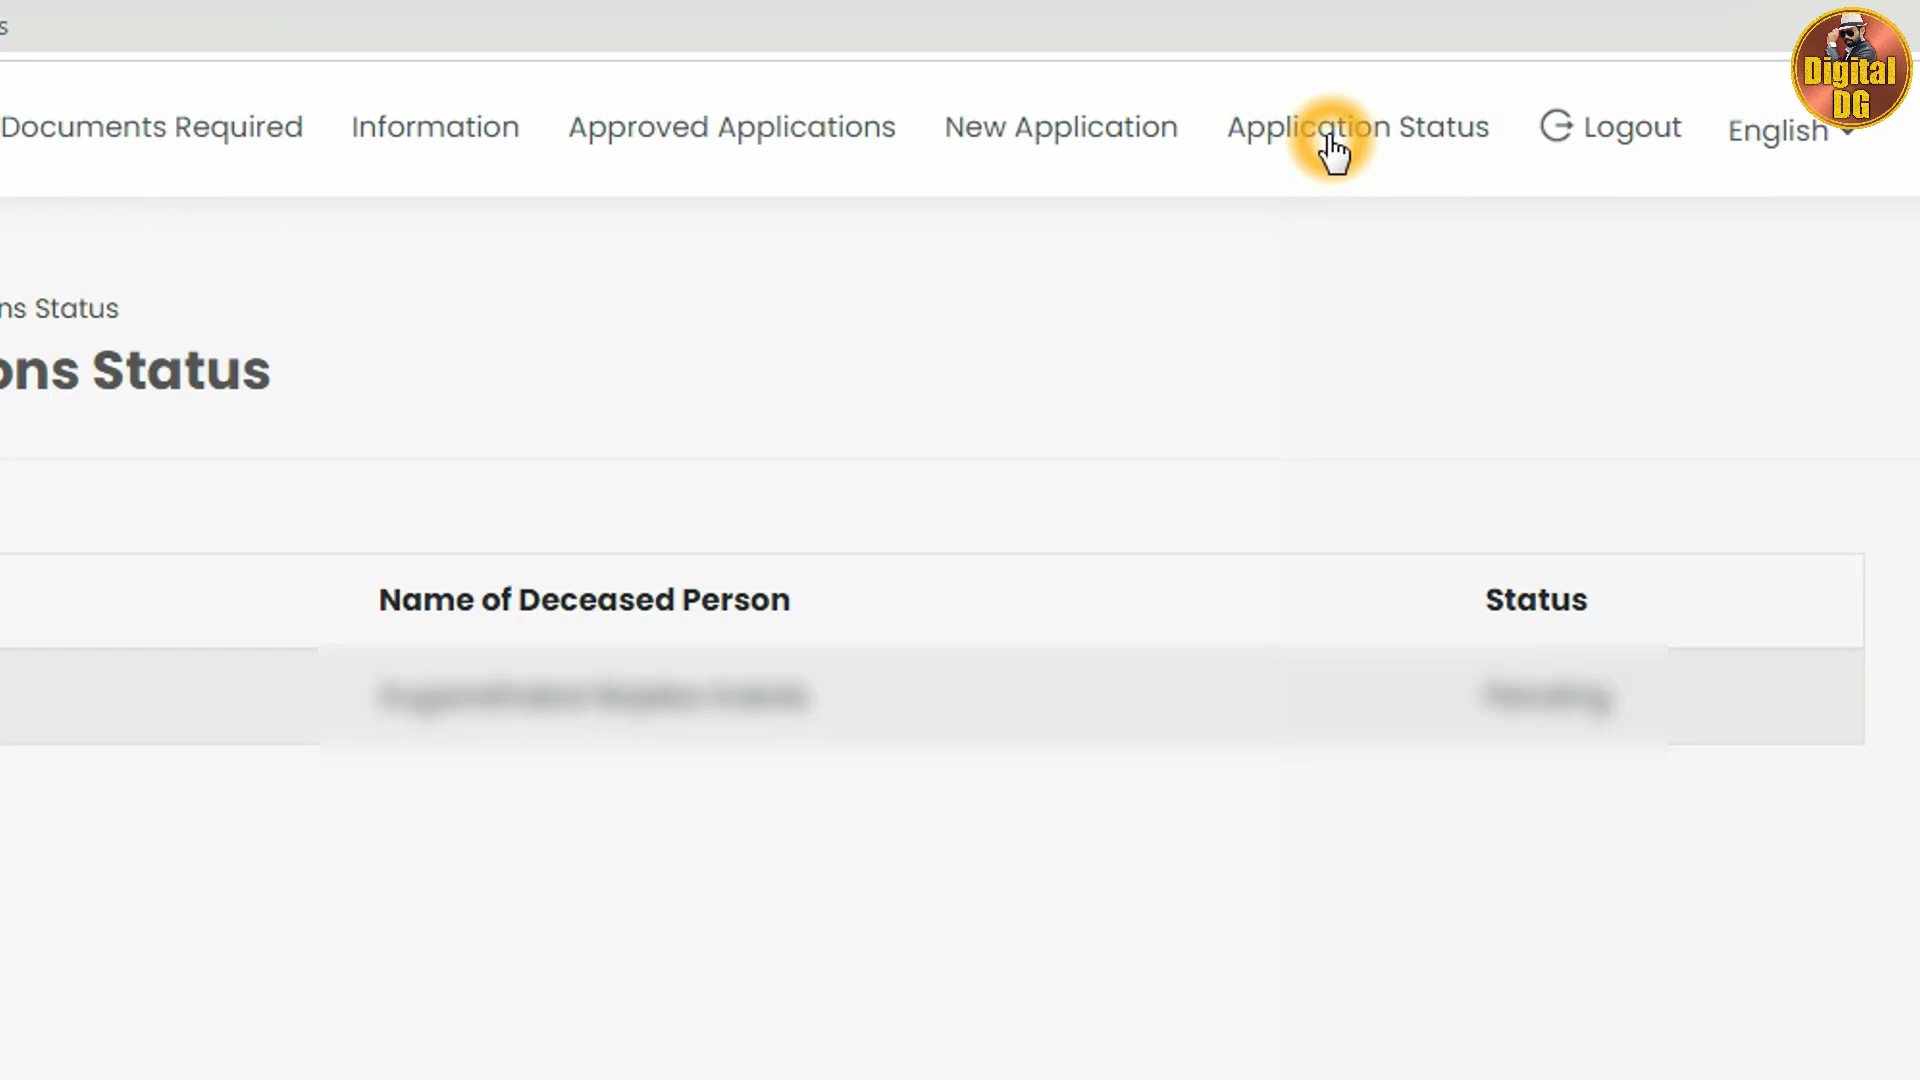 s
Documents Required Information Approved Applications New Application Application Status Logout English
Digital
DG
ns Status
ons Status
Name of Deceased Person Status
Pending